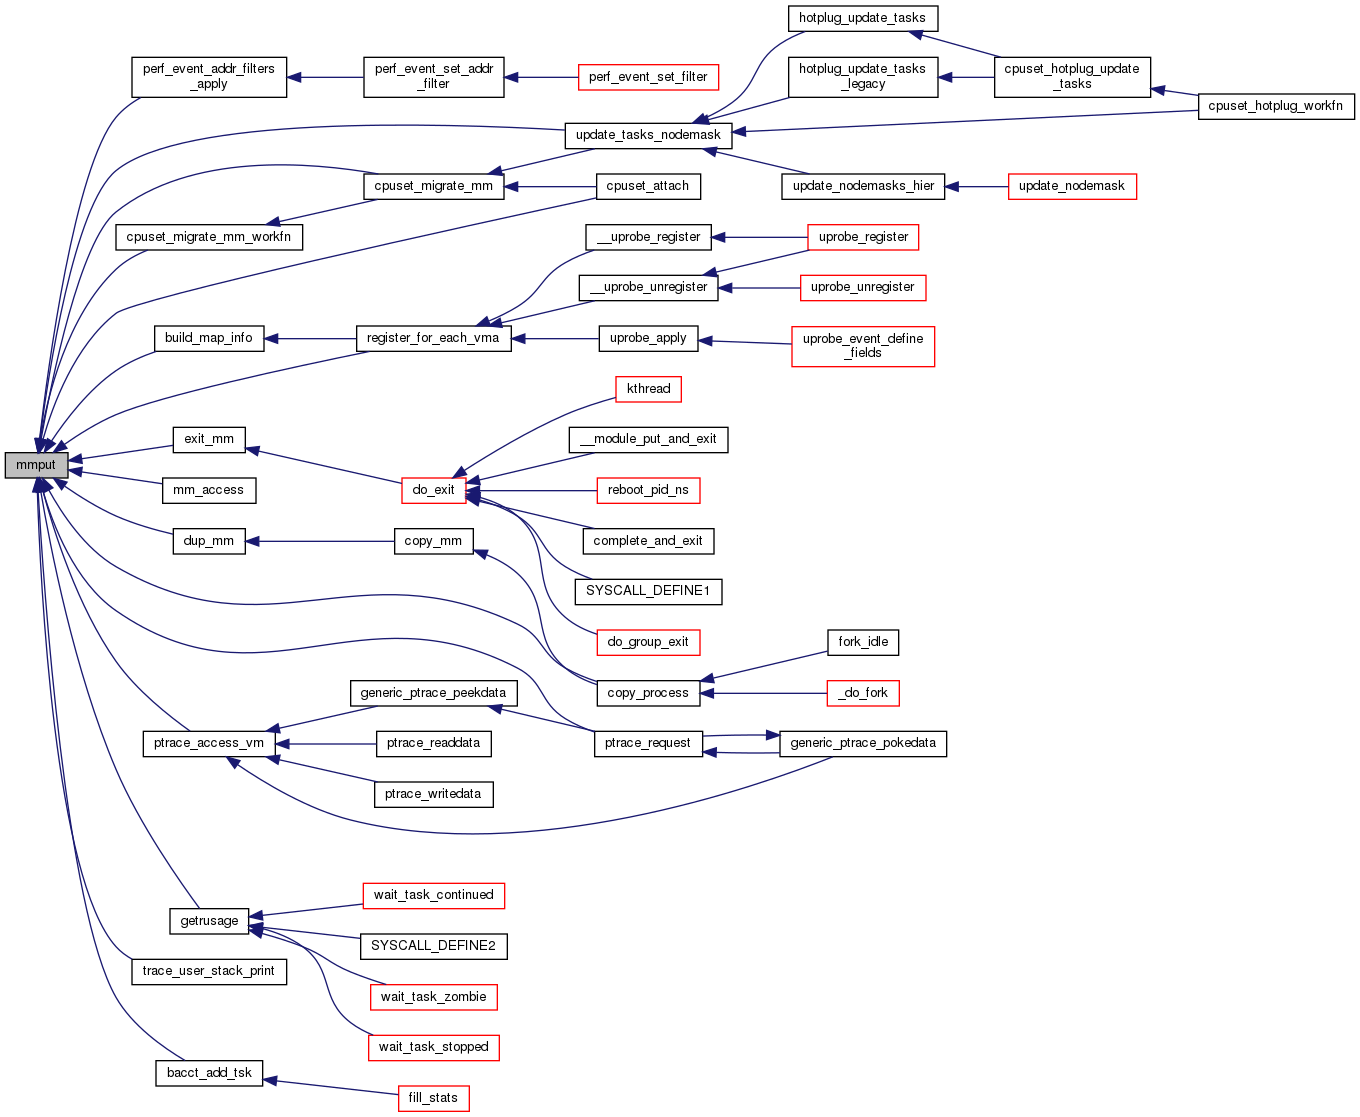 hotplug_update_tasks
perf_event_addr_filters
_apply
perf_event_set_addr
_filter
perf_event_set_filter
hotplug_update_tasks
_legacy
cpuset_hotplug_update
_tasks
cpuset_hotplug_workfn
update_tasks_nodemask
cpuset_migrate_mm
cpuset_attach
update_nodemasks_hier
update_nodemask
cpuset_migrate_mm_workfn
__uprobe_register
uprobe_register
__uprobe_unregister
uprobe_unregister
build_map_info
register_for_each_vma
uprobe_apply
uprobe_event_define
_fields
kthread
exit_mm
__module_put_and_exit
mmput
mm_access
do_exit
reboot_pid_ns
dup_mm
copy_mm
complete_and_exit
SYSCALL_DEFINE1
do_group_exit
fork_idle
generic_ptrace_peekdata
copy_process
_do_fork
ptrace_access_vm
ptrace_readdata
ptrace_request
generic_ptrace_pokedata
ptrace_writedata
wait_task_continued
getrusage
SYSCALL_DEFINE2
trace_user_stack_print
wait_task_zombie
wait_task_stopped
bacct_add_tsk
fill_stats